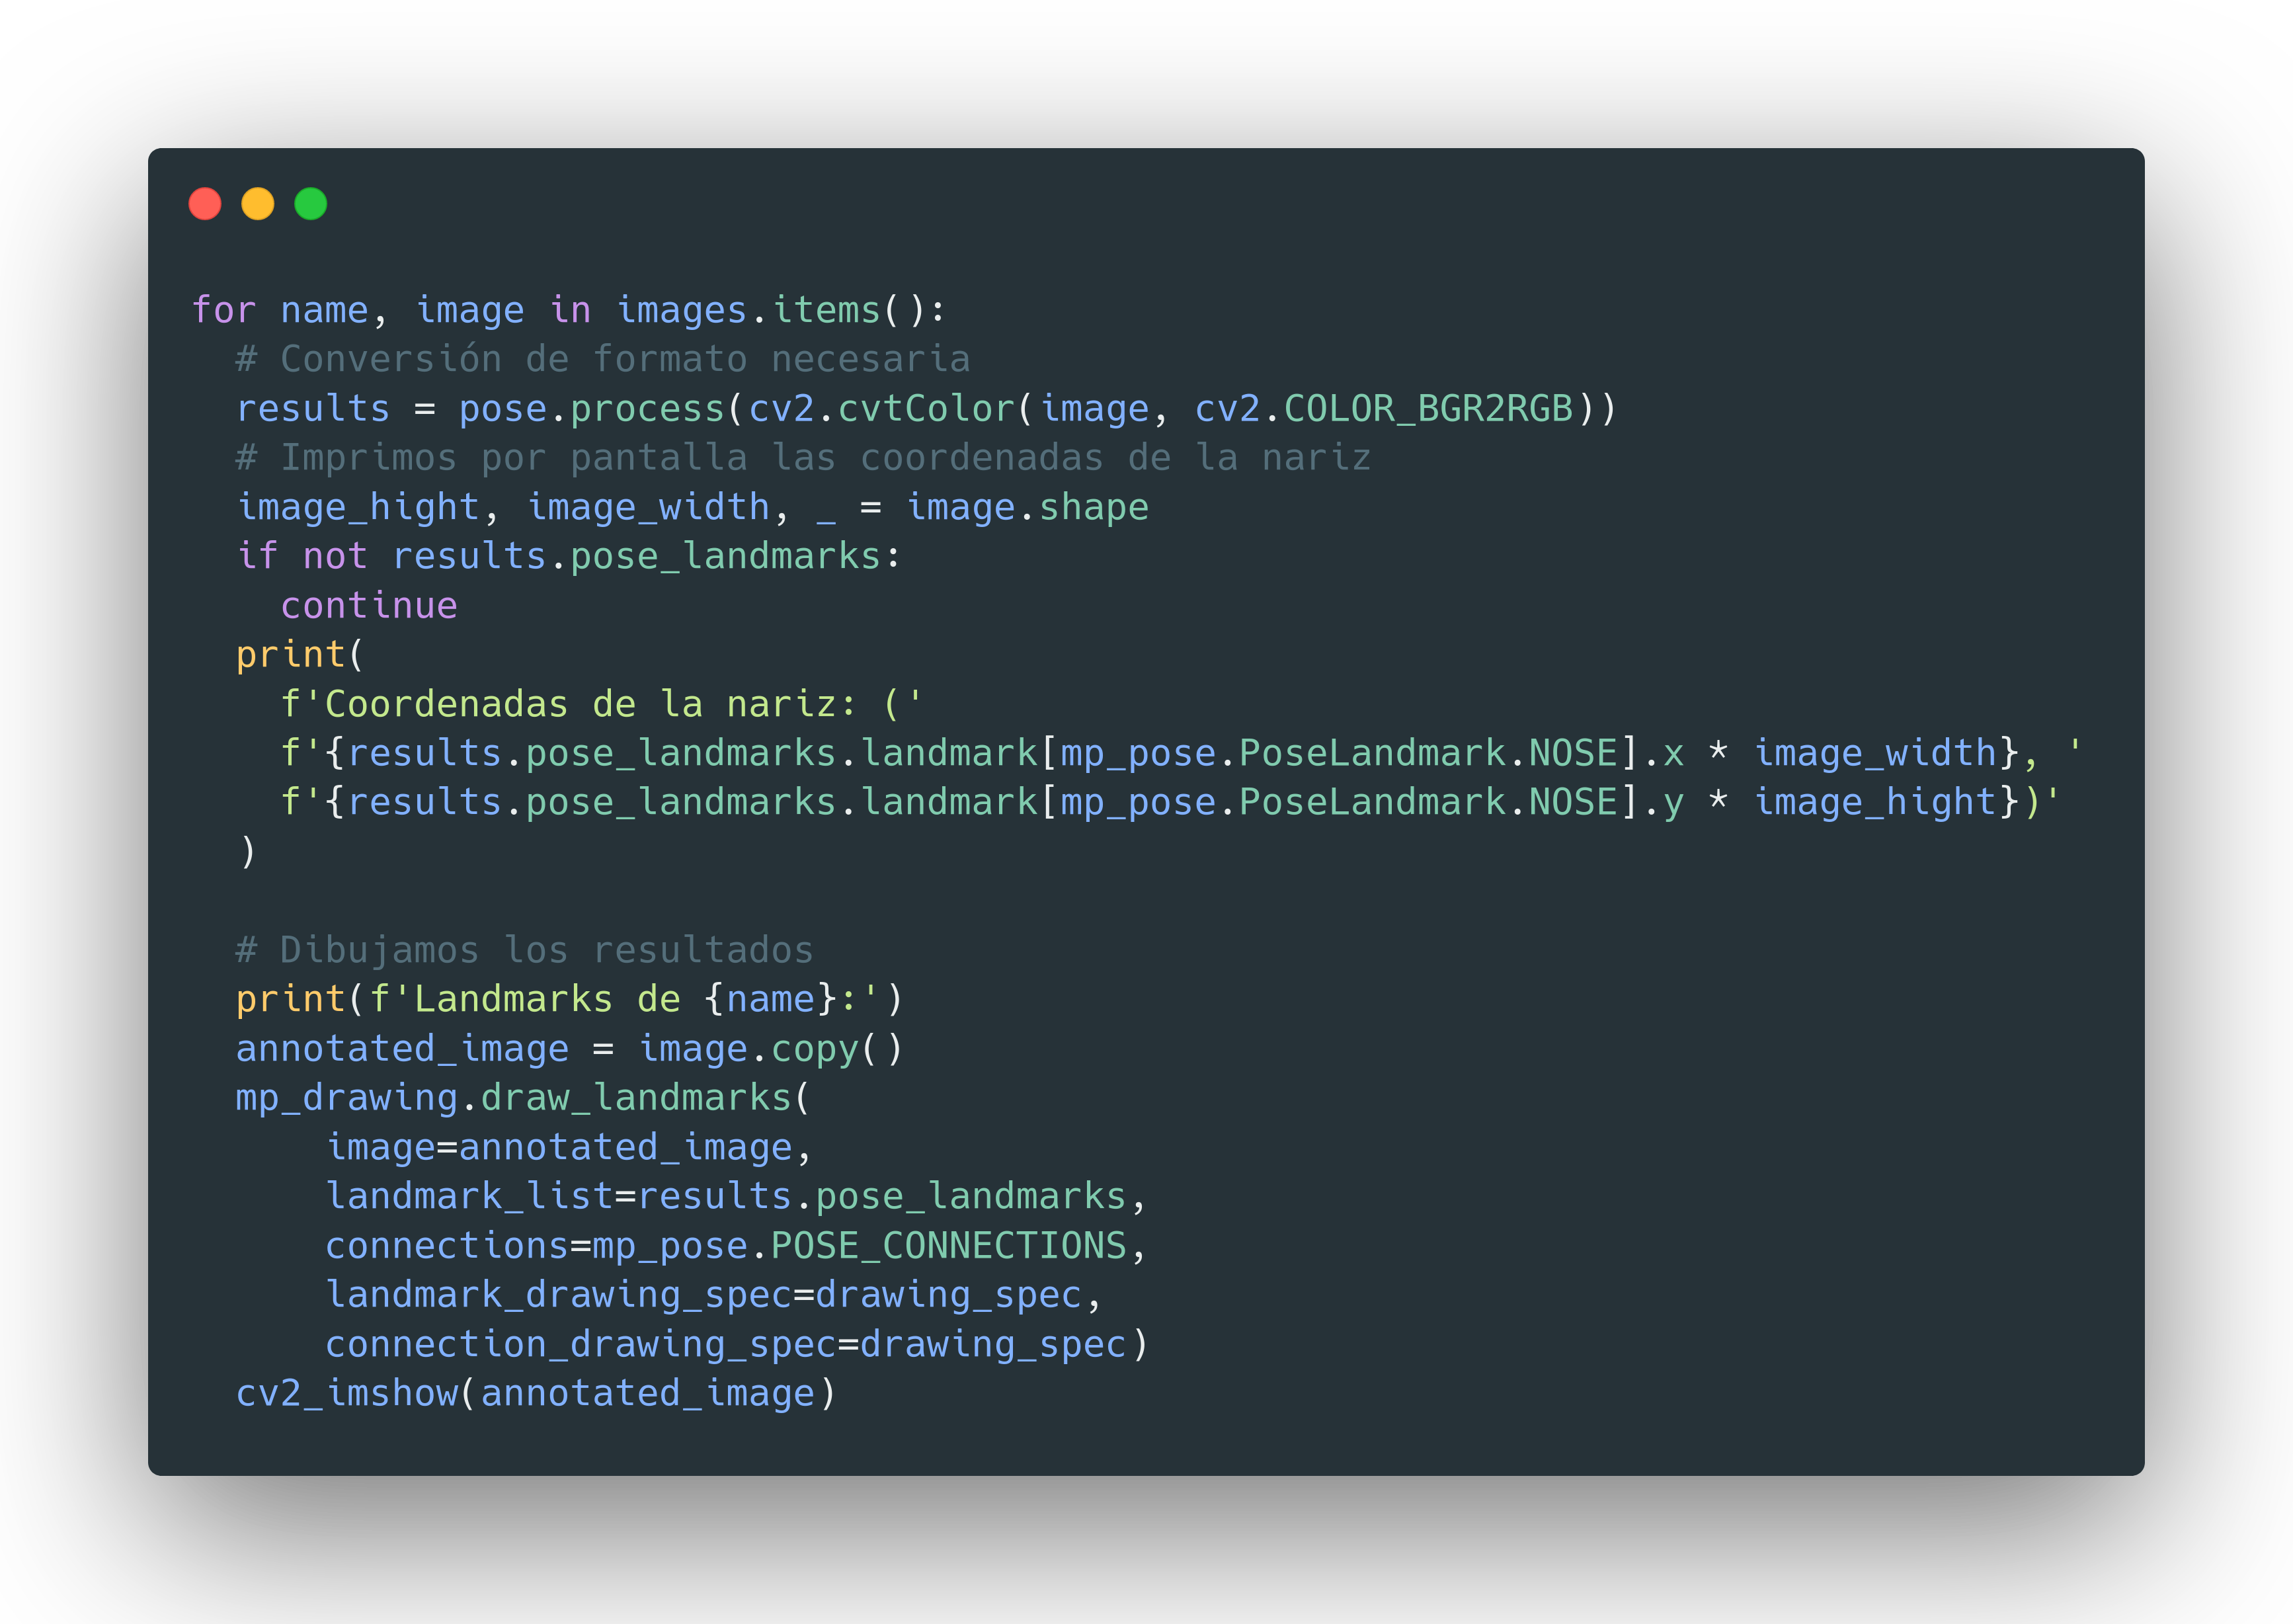 for name, image in images.items():
  # Conversión de formato necesaria
  results = pose.process(cv2.cvtColor(image, cv2.COLOR_BGR2RGB))
  # Imprimos por pantalla las coordenadas de la nariz
  image_hight, image_width, _ = image.shape
  if not results.pose_landmarks:
    continue
  print(
    f'Coordenadas de la nariz: ('
    f'{results.pose_landmarks.landmark[mp_pose.PoseLandmark.NOSE].x * image_width}, '
    f'{results.pose_landmarks.landmark[mp_pose.PoseLandmark.NOSE].y * image_hight})'
  )

  # Dibujamos los resultados
  print(f'Landmarks de {name}:')
  annotated_image = image.copy()
  mp_drawing.draw_landmarks(
      image=annotated_image,
      landmark_list=results.pose_landmarks,
      connections=mp_pose.POSE_CONNECTIONS,
      landmark_drawing_spec=drawing_spec,
      connection_drawing_spec=drawing_spec)
  cv2_imshow(annotated_image)